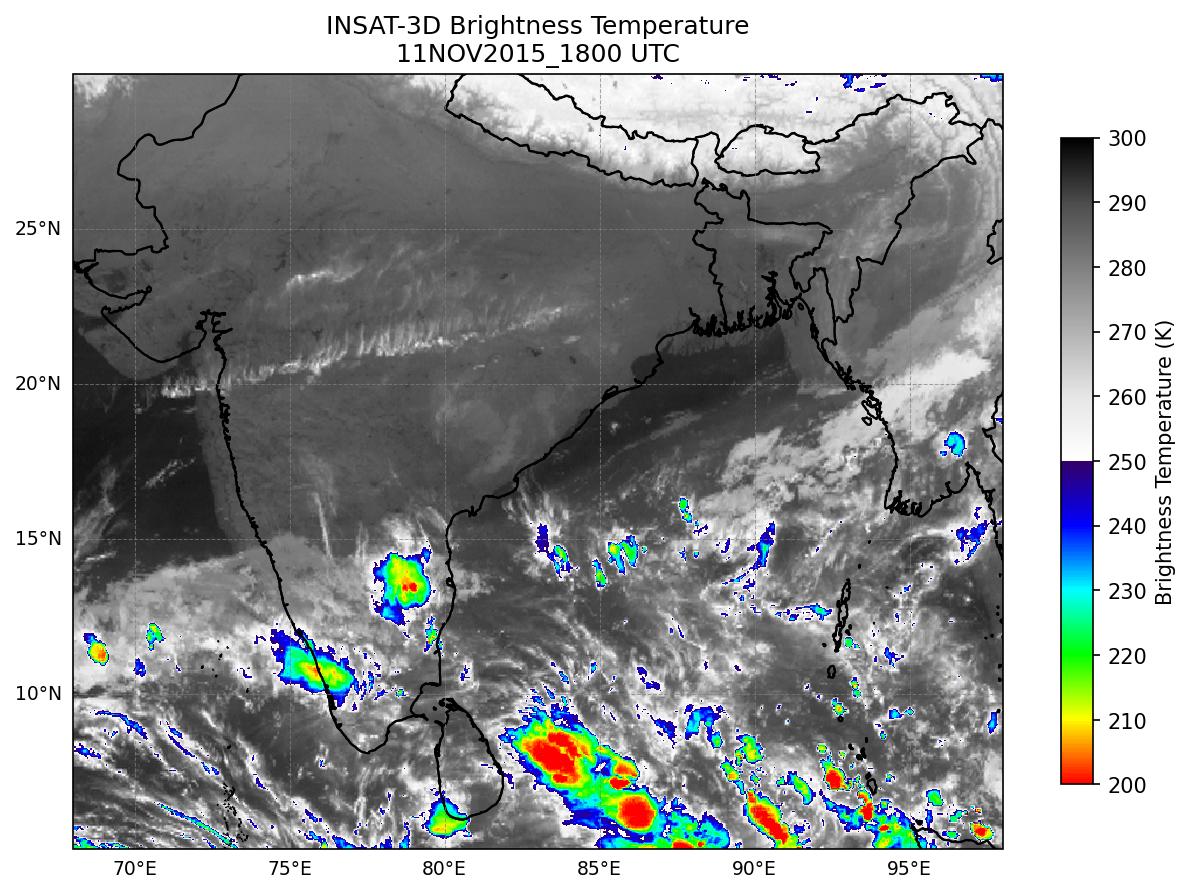 INSAT-3D Brightness Temperature
11NOV2015_1800 UTC
25°N
20°N
15°N
10°N
70°E
75°E
80°E
85°E
90°E
95°E
300
290
280
270
260
250
240
230
220
210
200
Brightness Temperature (K)